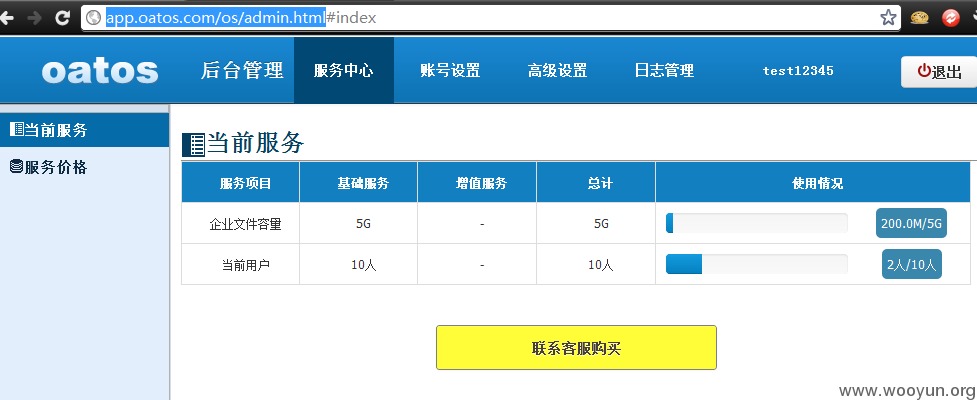 app.oatos.com/os/admin.html#index
oatos 后台管理 服务中心 账号设置 高级设置 日志管理 test12345 退出
当前服务
服务价格
当前服务
服务项目 基础服务 增值服务 总计 使用情况
企业文件容量 5G - 5G 200.0M/5G
当前用户 10人 - 10人 2人/10人
联系客服购买
www.wooyun.org